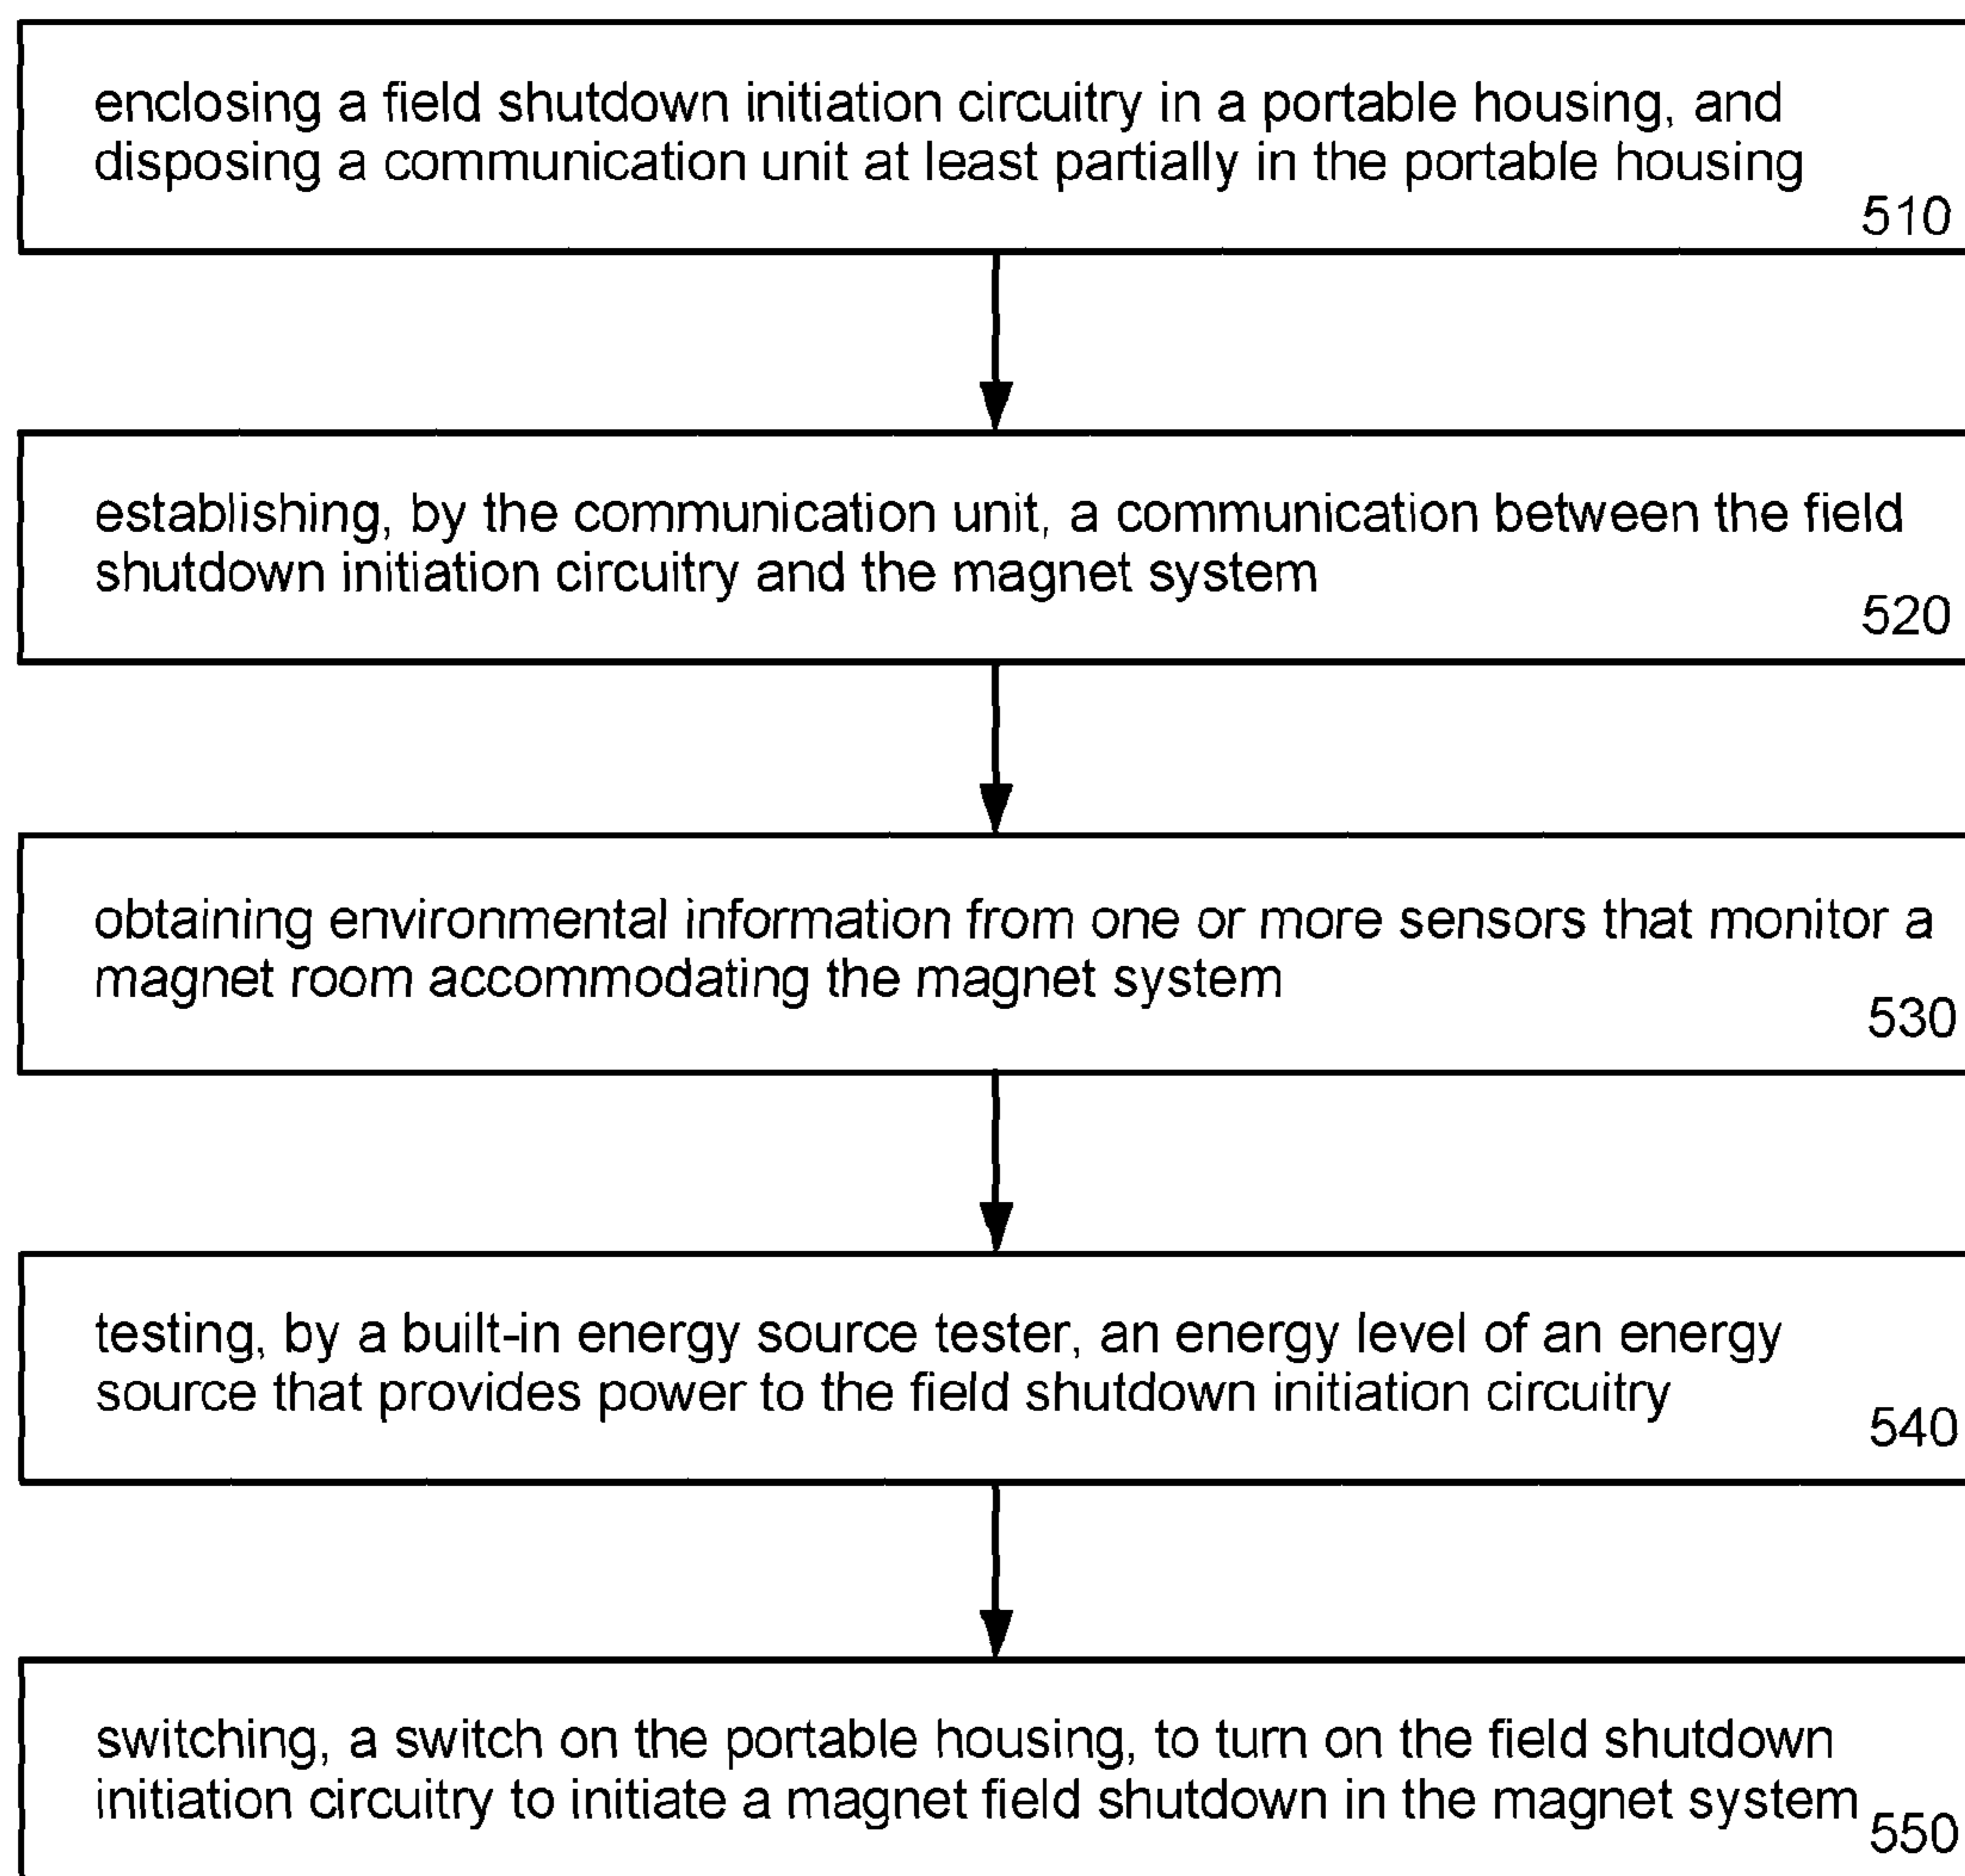 enclosing a field shutdown initiation circuitry in a portable housing, and
disposing a communication unit at least partially in the portable housing
510
establishing, by the communication unit, a communication between the field
shutdown initiation circuitry and the magnet system
520
obtaining environmental information from one or more sensors that monitor a
magnet room accommodating the magnet system
530
testing, by a built-in energy source tester, an energy level of an energy
source that provides power to the field shutdown initiation circuitry
540
switching, a switch on the portable housing, to turn on the field shutdown
initiation circuitry to initiate a magnet field shutdown in the magnet system
550